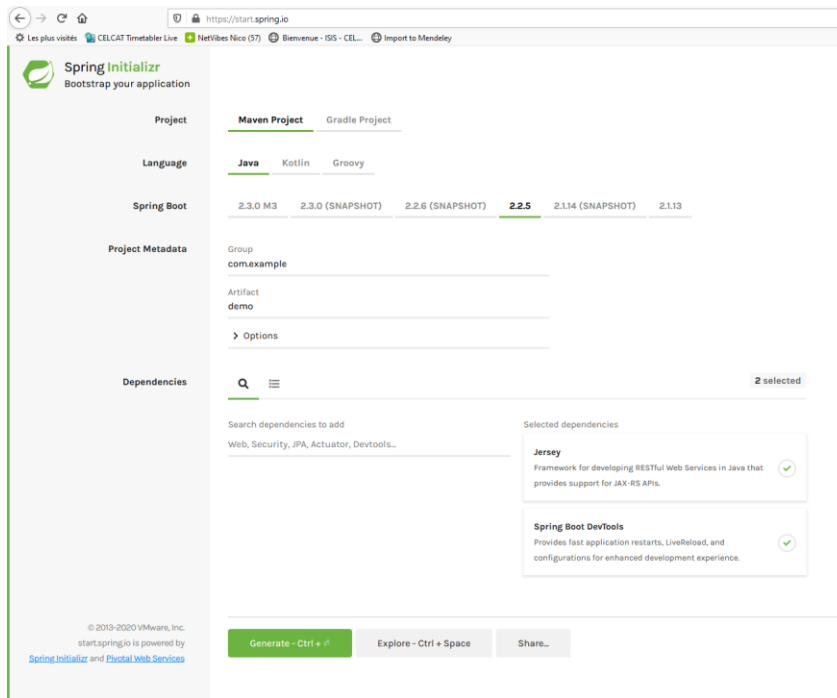 https://start.spring.io
Les plus visités CELCAT Timetabler Live NetVibes Nico (57) Bienvenue - ISIS - CEL... Import to Mendeley
Spring Initializr
Bootstrap your application
Project Maven Project Gradle Project
Language Java Kotlin Groovy
Spring Boot 2.3.0 M3 2.3.0 (SNAPSHOT) 2.2.6 (SNAPSHOT) 2.2.5 2.1.14 (SNAPSHOT) 2.1.13
Project Metadata Group
com.example
Artifact
demo
Options
Dependencies 2 selected
Search dependencies to add
Web, Security, JPA, Actuator, Devtools...
Selected dependencies
Jersey
Framework for developing RESTful Web Services in Java that
provides support for JAX-RS APIs.
Spring Boot DevTools
Provides fast application restarts, LiveReload, and
configurations for enhanced development experience.
© 2013-2020 VMware, Inc.
start.spring.io is powered by
Spring Initializr and Pivotal Web Services
Generate - Ctrl + ⏎ Explore - Ctrl + Space Share...